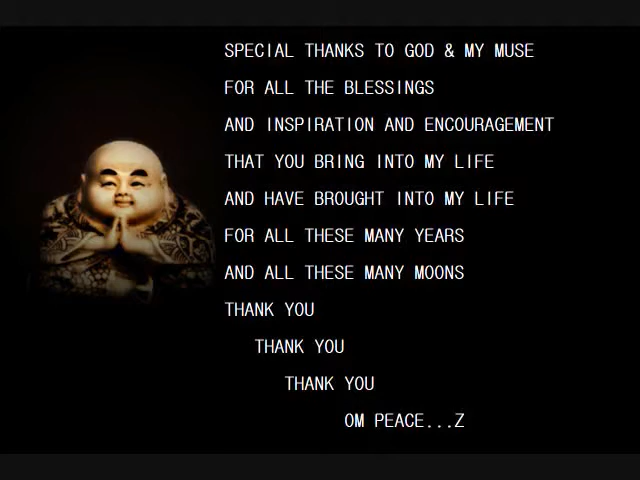 SPECIAL THANKS TO GOD & MY MUSE
FOR ALL THE BLESSINGS
AND INSPIRATION AND ENCOURAGEMENT
THAT YOU BRING INTO MY LIFE
AND HAVE BROUGHT INTO MY LIFE
FOR ALL THESE MANY YEARS
AND ALL THESE MANY MOONS
THANK YOU
THANK YOU
THANK YOU
OM PEACE...Z